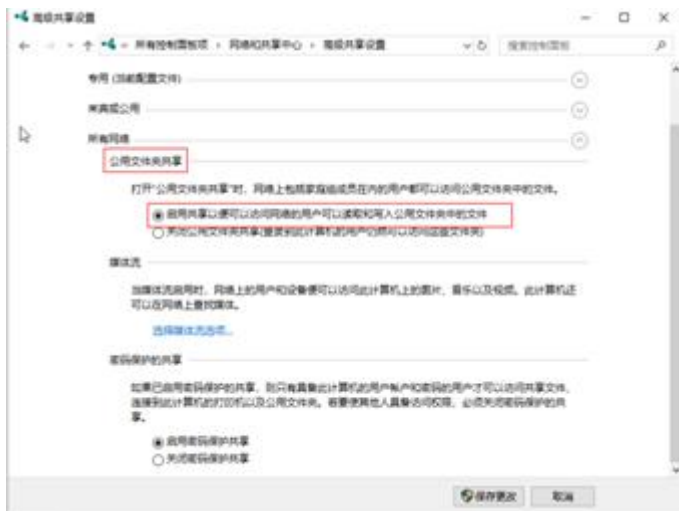 高级共享设置
所有控制面板项 › 网络和共享中心 › 高级共享设置
搜索控制面板
专用 (当前配置文件)
来宾或公用
所有网络
公用文件夹共享
打开“公用文件夹共享”时，网络上包括家庭组成员在内的用户都可以访问公用文件夹中的文件。
启用共享以便可以访问网络的用户可以读取和写入公用文件夹中的文件
关闭公用文件夹共享(登录到此计算机的用户仍然可以访问这些文件夹)
媒体流
当媒体流启用时，网络上的用户和设备便可以访问此计算机上的图片、音乐以及视频。此计算机还
可以在网络上查找媒体。
选择媒体流选项...
密码保护的共享
如果已启用密码保护的共享，则只有具备此计算机的用户帐户和密码的用户才可以访问共享文件、
连接到此计算机的打印机以及公用文件夹。若要使其他人具备访问权限，必须关闭密码保护的共
享。
启用密码保护共享
关闭密码保护共享
保存更改 取消